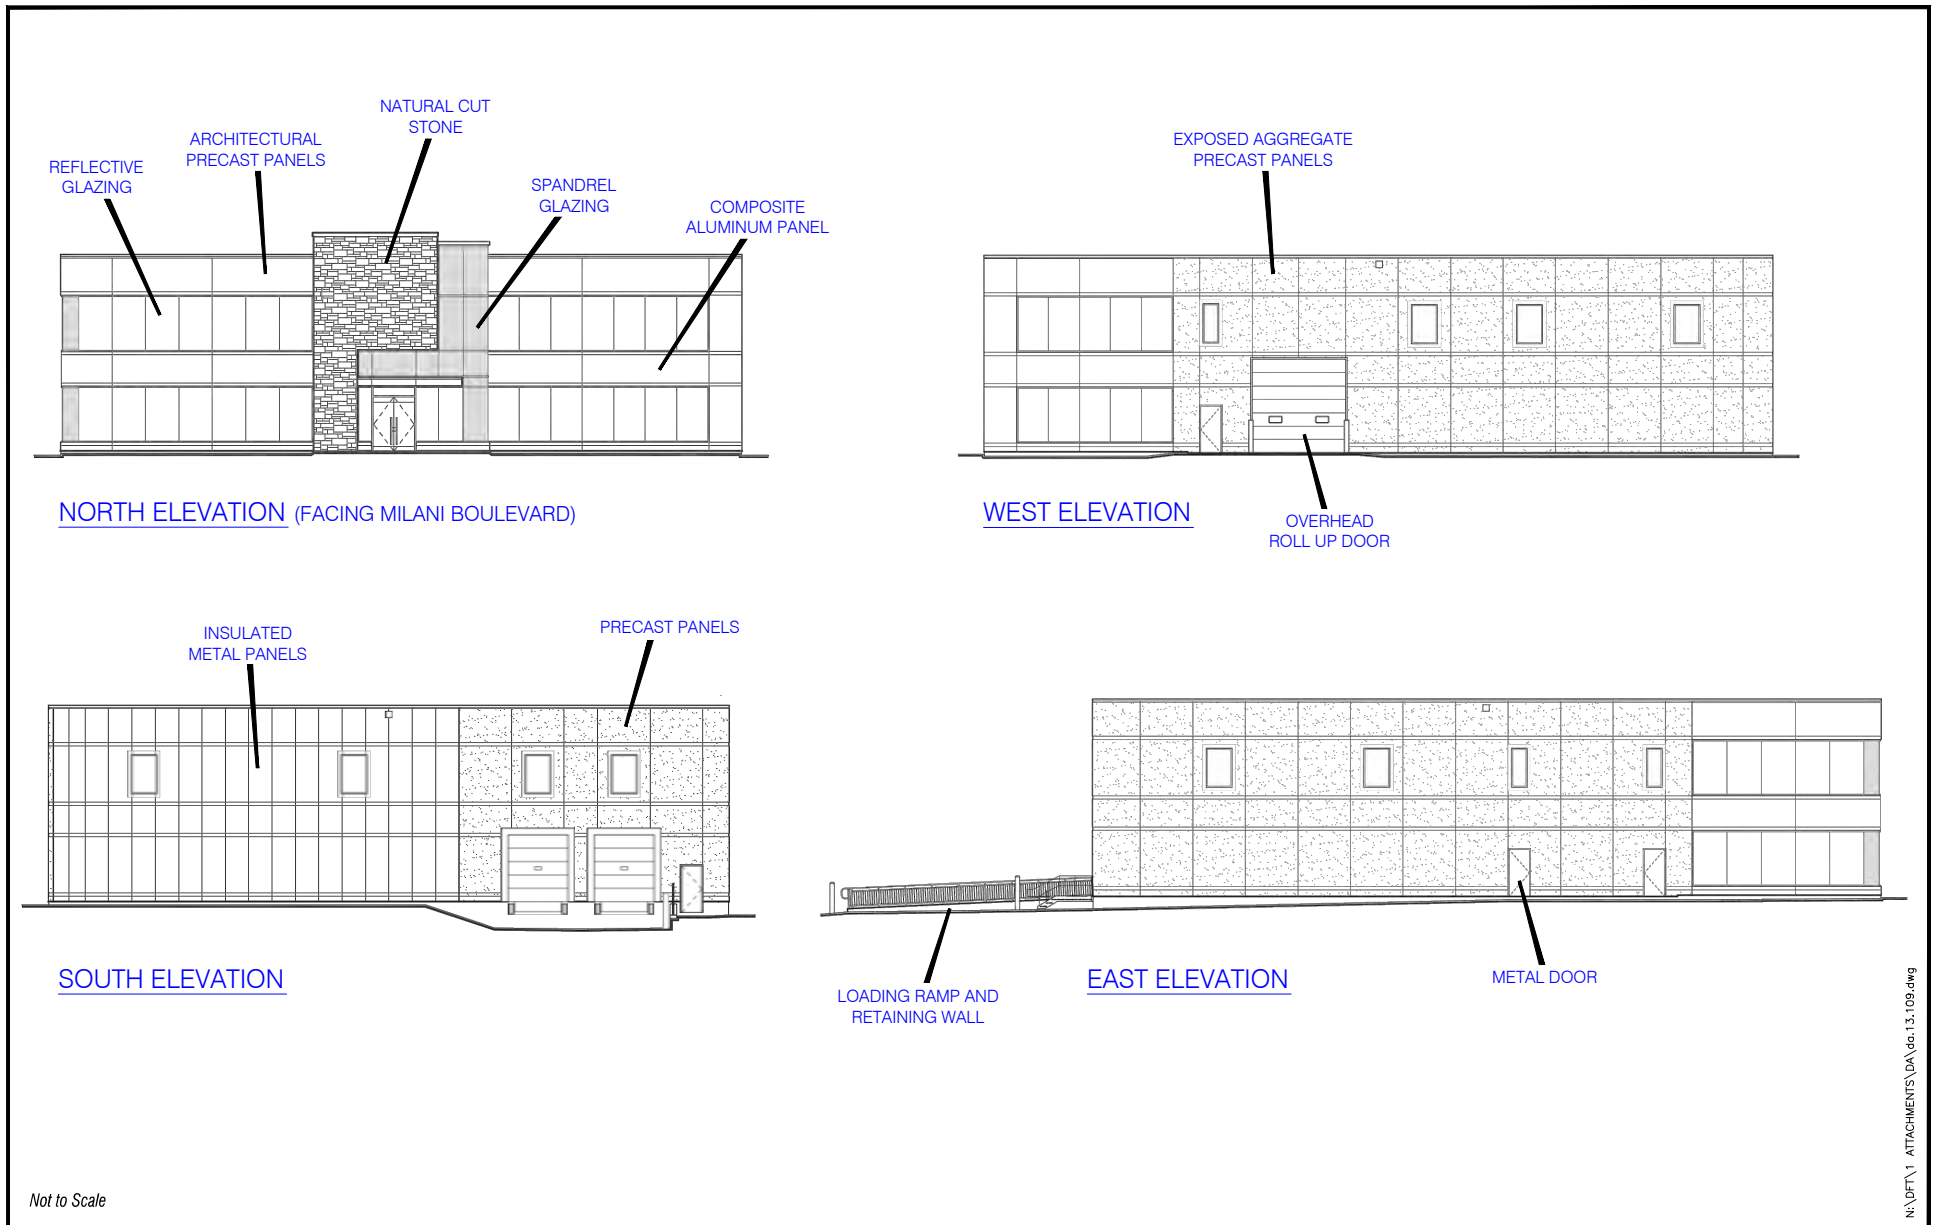 NATURAL CUT
STONE
ARCHITECTURAL
PRECAST PANELS
REFLECTIVE
GLAZING
SPANDREL
GLAZING
COMPOSITE
ALUMINUM PANEL
NORTH ELEVATION (FACING MILANI BOULEVARD)
EXPOSED AGGREGATE
PRECAST PANELS
WEST ELEVATION
OVERHEAD
ROLL UP DOOR
INSULATED
METAL PANELS
PRECAST PANELS
SOUTH ELEVATION
LOADING RAMP AND
RETAINING WALL
EAST ELEVATION
METAL DOOR
Not to Scale
N:\DFT\1 ATTACHMENTS\DA\da.13.109.dwg